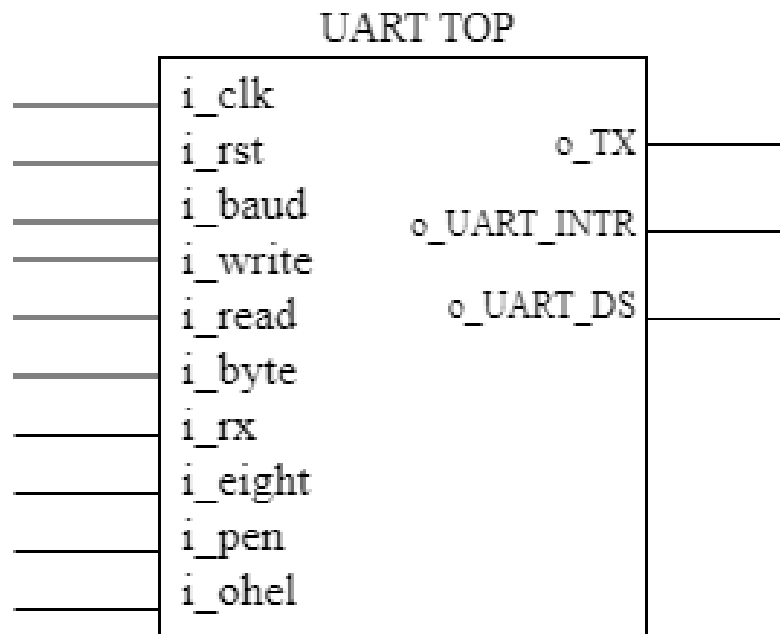 UART TOP
i_clk
i_rst
i_baud
i_write
i_read
i_byte
i_rx
i_eight
i_pen
i_ohel
o_TX
o_UART_INTR
o_UART_DS